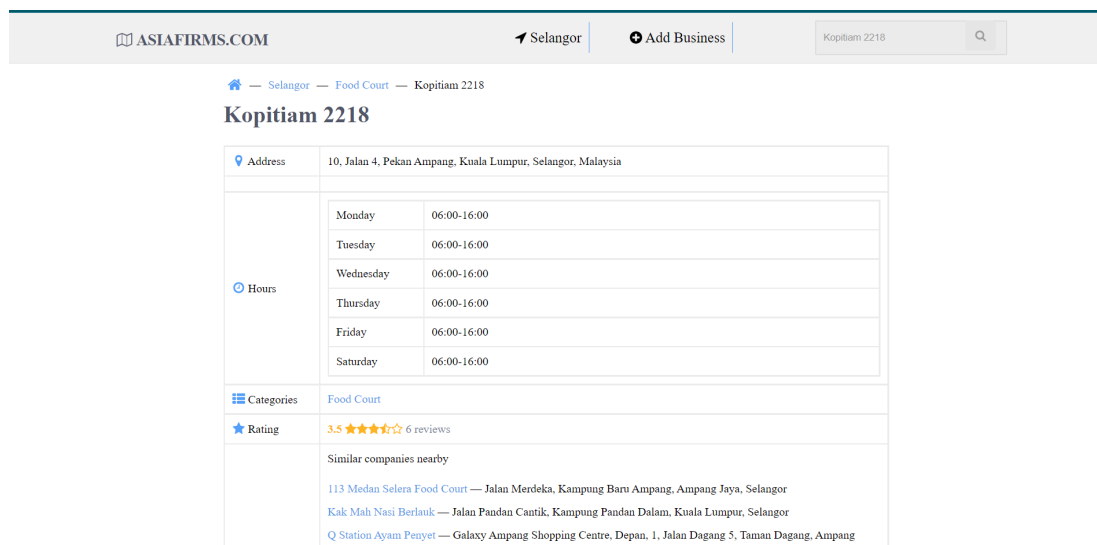 ASIAFIRMS.COM Selangor Add Business Kopitiam 2218
— Selangor — Food Court — Kopitiam 2218
Kopitiam 2218
Address 10, Jalan 4, Pekan Ampang, Kuala Lumpur, Selangor, Malaysia
Monday 06:00-16:00
Tuesday 06:00-16:00
Wednesday 06:00-16:00
Hours
Thursday 06:00-16:00
Friday 06:00-16:00
Saturday 06:00-16:00
Categories Food Court
Rating 3.5 6 reviews
Similar companies nearby
113 Medan Selera Food Court — Jalan Merdeka, Kampung Baru Ampang, Ampang Jaya, Selangor
Kak Mah Nasi Berlauk — Jalan Pandan Cantik, Kampung Pandan Dalam, Kuala Lumpur, Selangor
Q Station Ayam Penyet — Galaxy Ampang Shopping Centre, Depan, 1, Jalan Dagang 5, Taman Dagang, Ampang